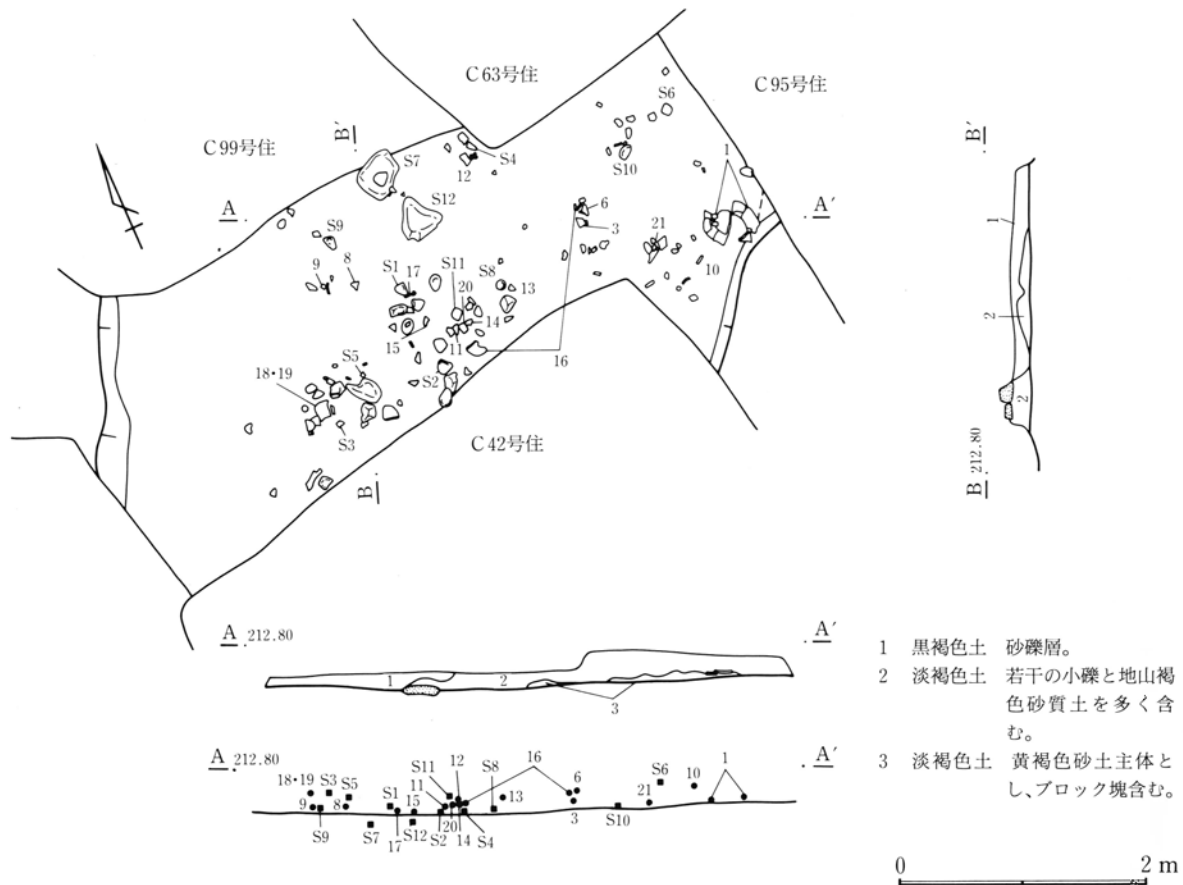 C63号住
C95号住
C99号住
C42号住
B′
A
A′
B
S6
S4
12
S7
S10
1
S12
6
3
S9
21
9
8
S1
17
S11
S8
20
13
10
15
11
14
16
S5
S2
18・19
S3
B′
1
2
2
B 212.80
A 212.80
A′
1
2
3
A 212.80
A′
18・19
S3
S5
S11
12
S8
16
6
S6
10
1
9
8
S1
15
11
13
21
S9
S7
17
S12
S2
20
14
S4
3
S10
1 黒褐色土 砂礫層。
2 淡褐色土 若干の小礫と地山褐
色砂質土を多く含
む。
3 淡褐色土 黄褐色砂土主体と
し、ブロック塊含む。
0
2 m